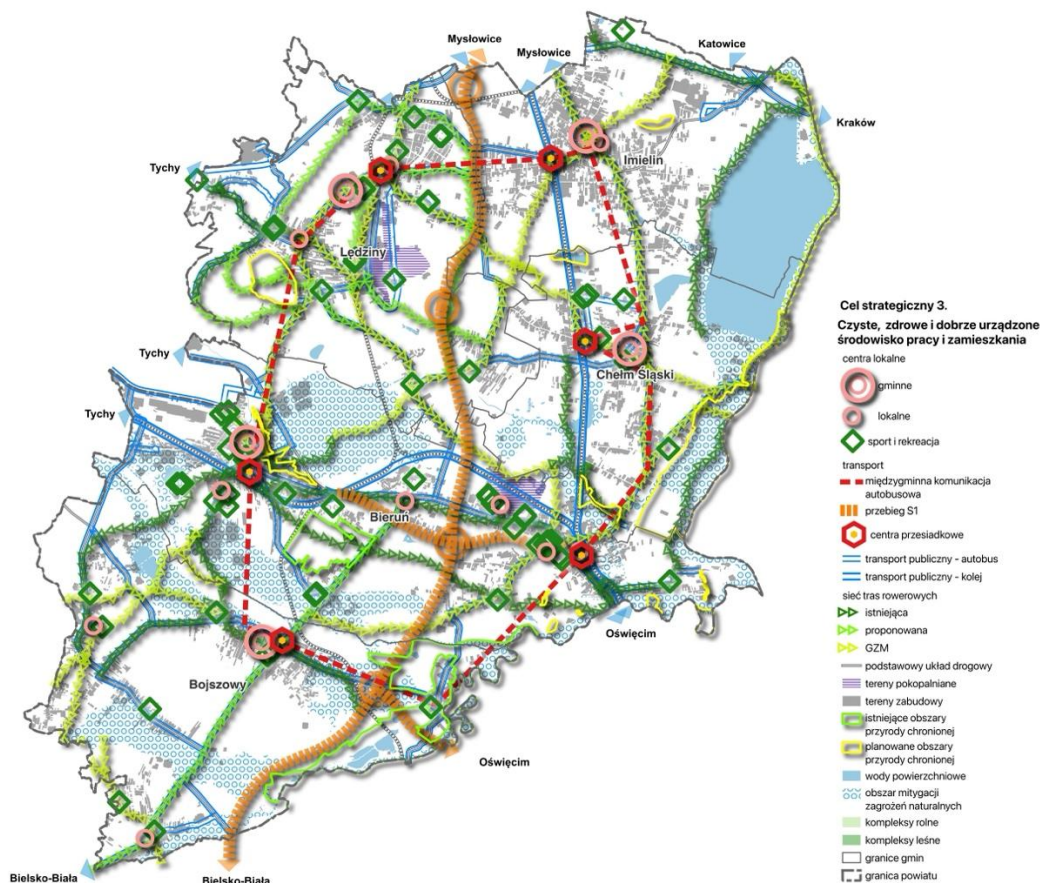 Mysłowice
Mysłowice
Katowice
Kraków
Tychy
Imielin
Lędziny
Tychy
Chełm Śląski
Tychy
Bieruń
Oświęcim
Bojszowy
Oświęcim
Bielsko-Biała
Bielsko-Biała
Cel strategiczny 3.
Czyste, zdrowe i dobrze urządzone
środowisko pracy i zamieszkania
centra lokalne
gminne
lokalne
sport i rekreacja
transport
międzygminna komunikacja
autobusowa
przebieg S1
centra przesiadkowe
transport publiczny - autobus
transport publiczny - kolej
sieć tras rowerowych
istniejąca
proponowana
GZM
podstawowy układ drogowy
tereny pokopalniane
tereny zabudowy
istniejące obszary
przyrody chronionej
planowane obszary
przyrody chronionej
wody powierzchniowe
obszar mitygacji
zagrożeń naturalnych
kompleksy rolne
kompleksy leśne
granice gmin
granica powiatu